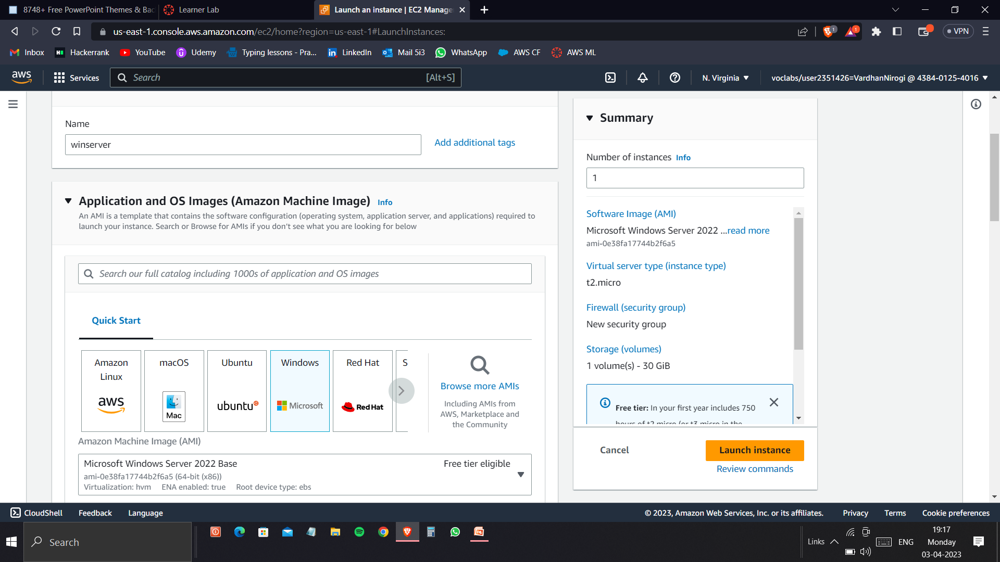 8748+ Free PowerPoint Themes & Bac
Learner Lab
Launch an instance | EC2 Manage
us-east-1.console.aws.amazon.com/ec2/home?region=us-east-1#LaunchInstances:
1
1
VPN
Inbox
Hackerrank
YouTube
Udemy
Typing lessons - Pra...
LinkedIn
Mail 5i3
WhatsApp
AWS CF
AWS ML
aws
Services
Search
[Alt+S]
N. Virginia
voclabs/user2351426=VardhanNirogi @ 4384-0125-4016
Name
winserver
Add additional tags
Application and OS Images (Amazon Machine Image) Info
An AMI is a template that contains the software configuration (operating system, application server, and applications) required to
launch your instance. Search or Browse for AMIs if you don't see what you are looking for below
Search our full catalog including 1000s of application and OS images
Quick Start
Amazon
Linux
aws
macOS
Mac
Ubuntu
ubuntu
Windows
Microsoft
Red Hat
Red Hat
S
Browse more AMIs
Including AMIs from
AWS, Marketplace and
the Community
Amazon Machine Image (AMI)
Microsoft Windows Server 2022 Base
Free tier eligible
ami-0e38fa17744b2f6a5 (64-bit (x86))
Virtualization: hvm ENA enabled: true Root device type: ebs
Summary
Number of instances Info
1
Software Image (AMI)
Microsoft Windows Server 2022 ...read more
ami-0e38fa17744b2f6a5
Virtual server type (instance type)
t2.micro
Firewall (security group)
New security group
Storage (volumes)
1 volume(s) - 30 GiB
Free tier: In your first year includes 750
hours of t2.micro (or t3.micro in the
Cancel
Launch instance
Review commands
CloudShell
Feedback
Language
© 2023, Amazon Web Services, Inc. or its affiliates.
Privacy
Terms
Cookie preferences
Search
Links
ENG
19:17
Monday
03-04-2023